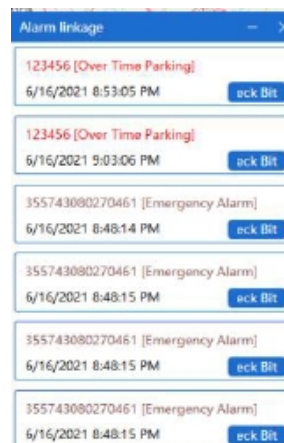 Alarm linkage
123456 [Over Time Parking]
6/16/2021 8:53:05 PM eck Bit
123456 [Over Time Parking]
6/16/2021 9:03:06 PM eck Bit
355743080270461 [Emergency Alarm]
6/16/2021 8:48:14 PM eck Bit
355743080270461 [Emergency Alarm]
6/16/2021 8:48:15 PM eck Bit
355743080270461 [Emergency Alarm]
6/16/2021 8:48:15 PM eck Bit
355743080270461 [Emergency Alarm]
6/16/2021 8:48:15 PM eck Bit